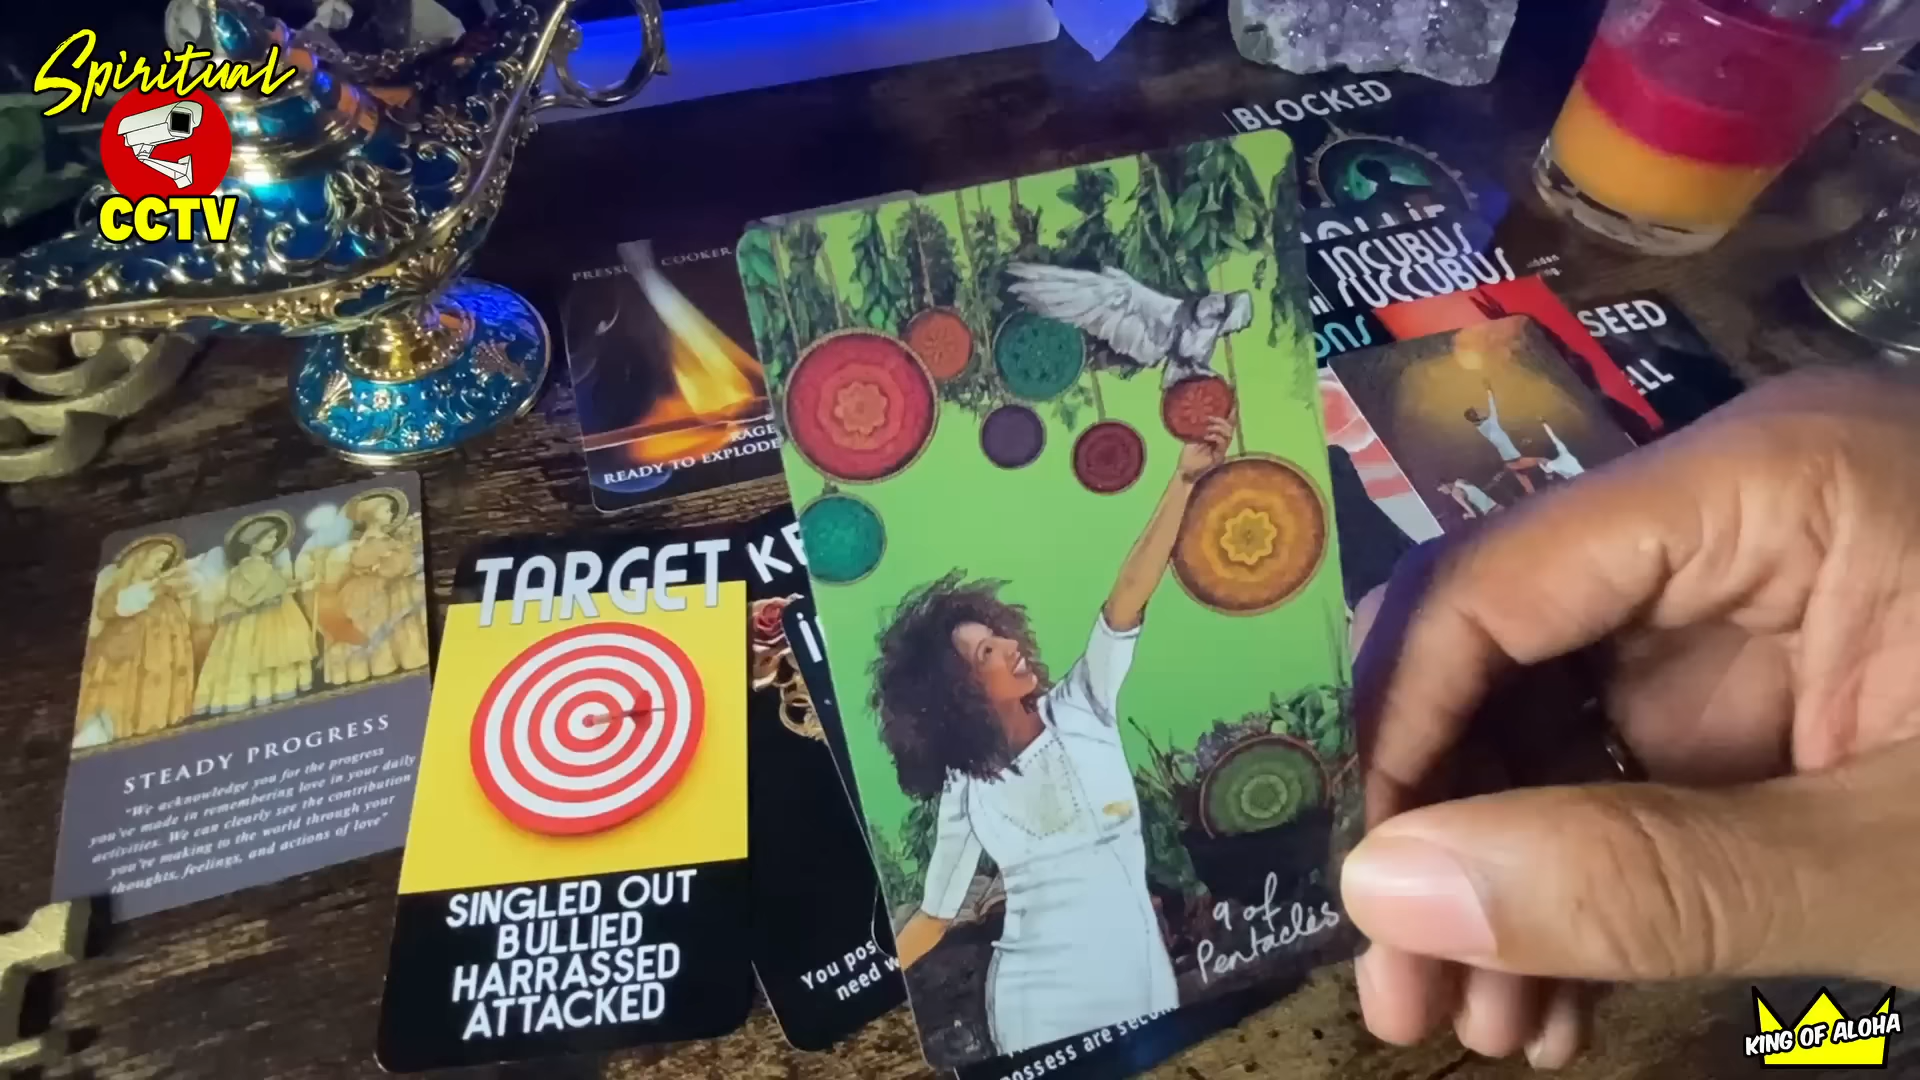 Spiritual
CCTV
BLOCKED
INCUBUS
SUCCUBUS
PRESSURE COOKER
RAGE
READY TO EXPLODE
SEED
STEADY PROGRESS
"We acknowledge you for the progress
you've made in remembering love in your daily
activities. We can clearly see the contribution
you're making to the world through your
thoughts, feelings, and actions of love"
TARGET
SINGLED OUT
BULLIED
HARRASSED
ATTACKED
You
need
9 of
Pentacles
possess are
KING OF ALOHA